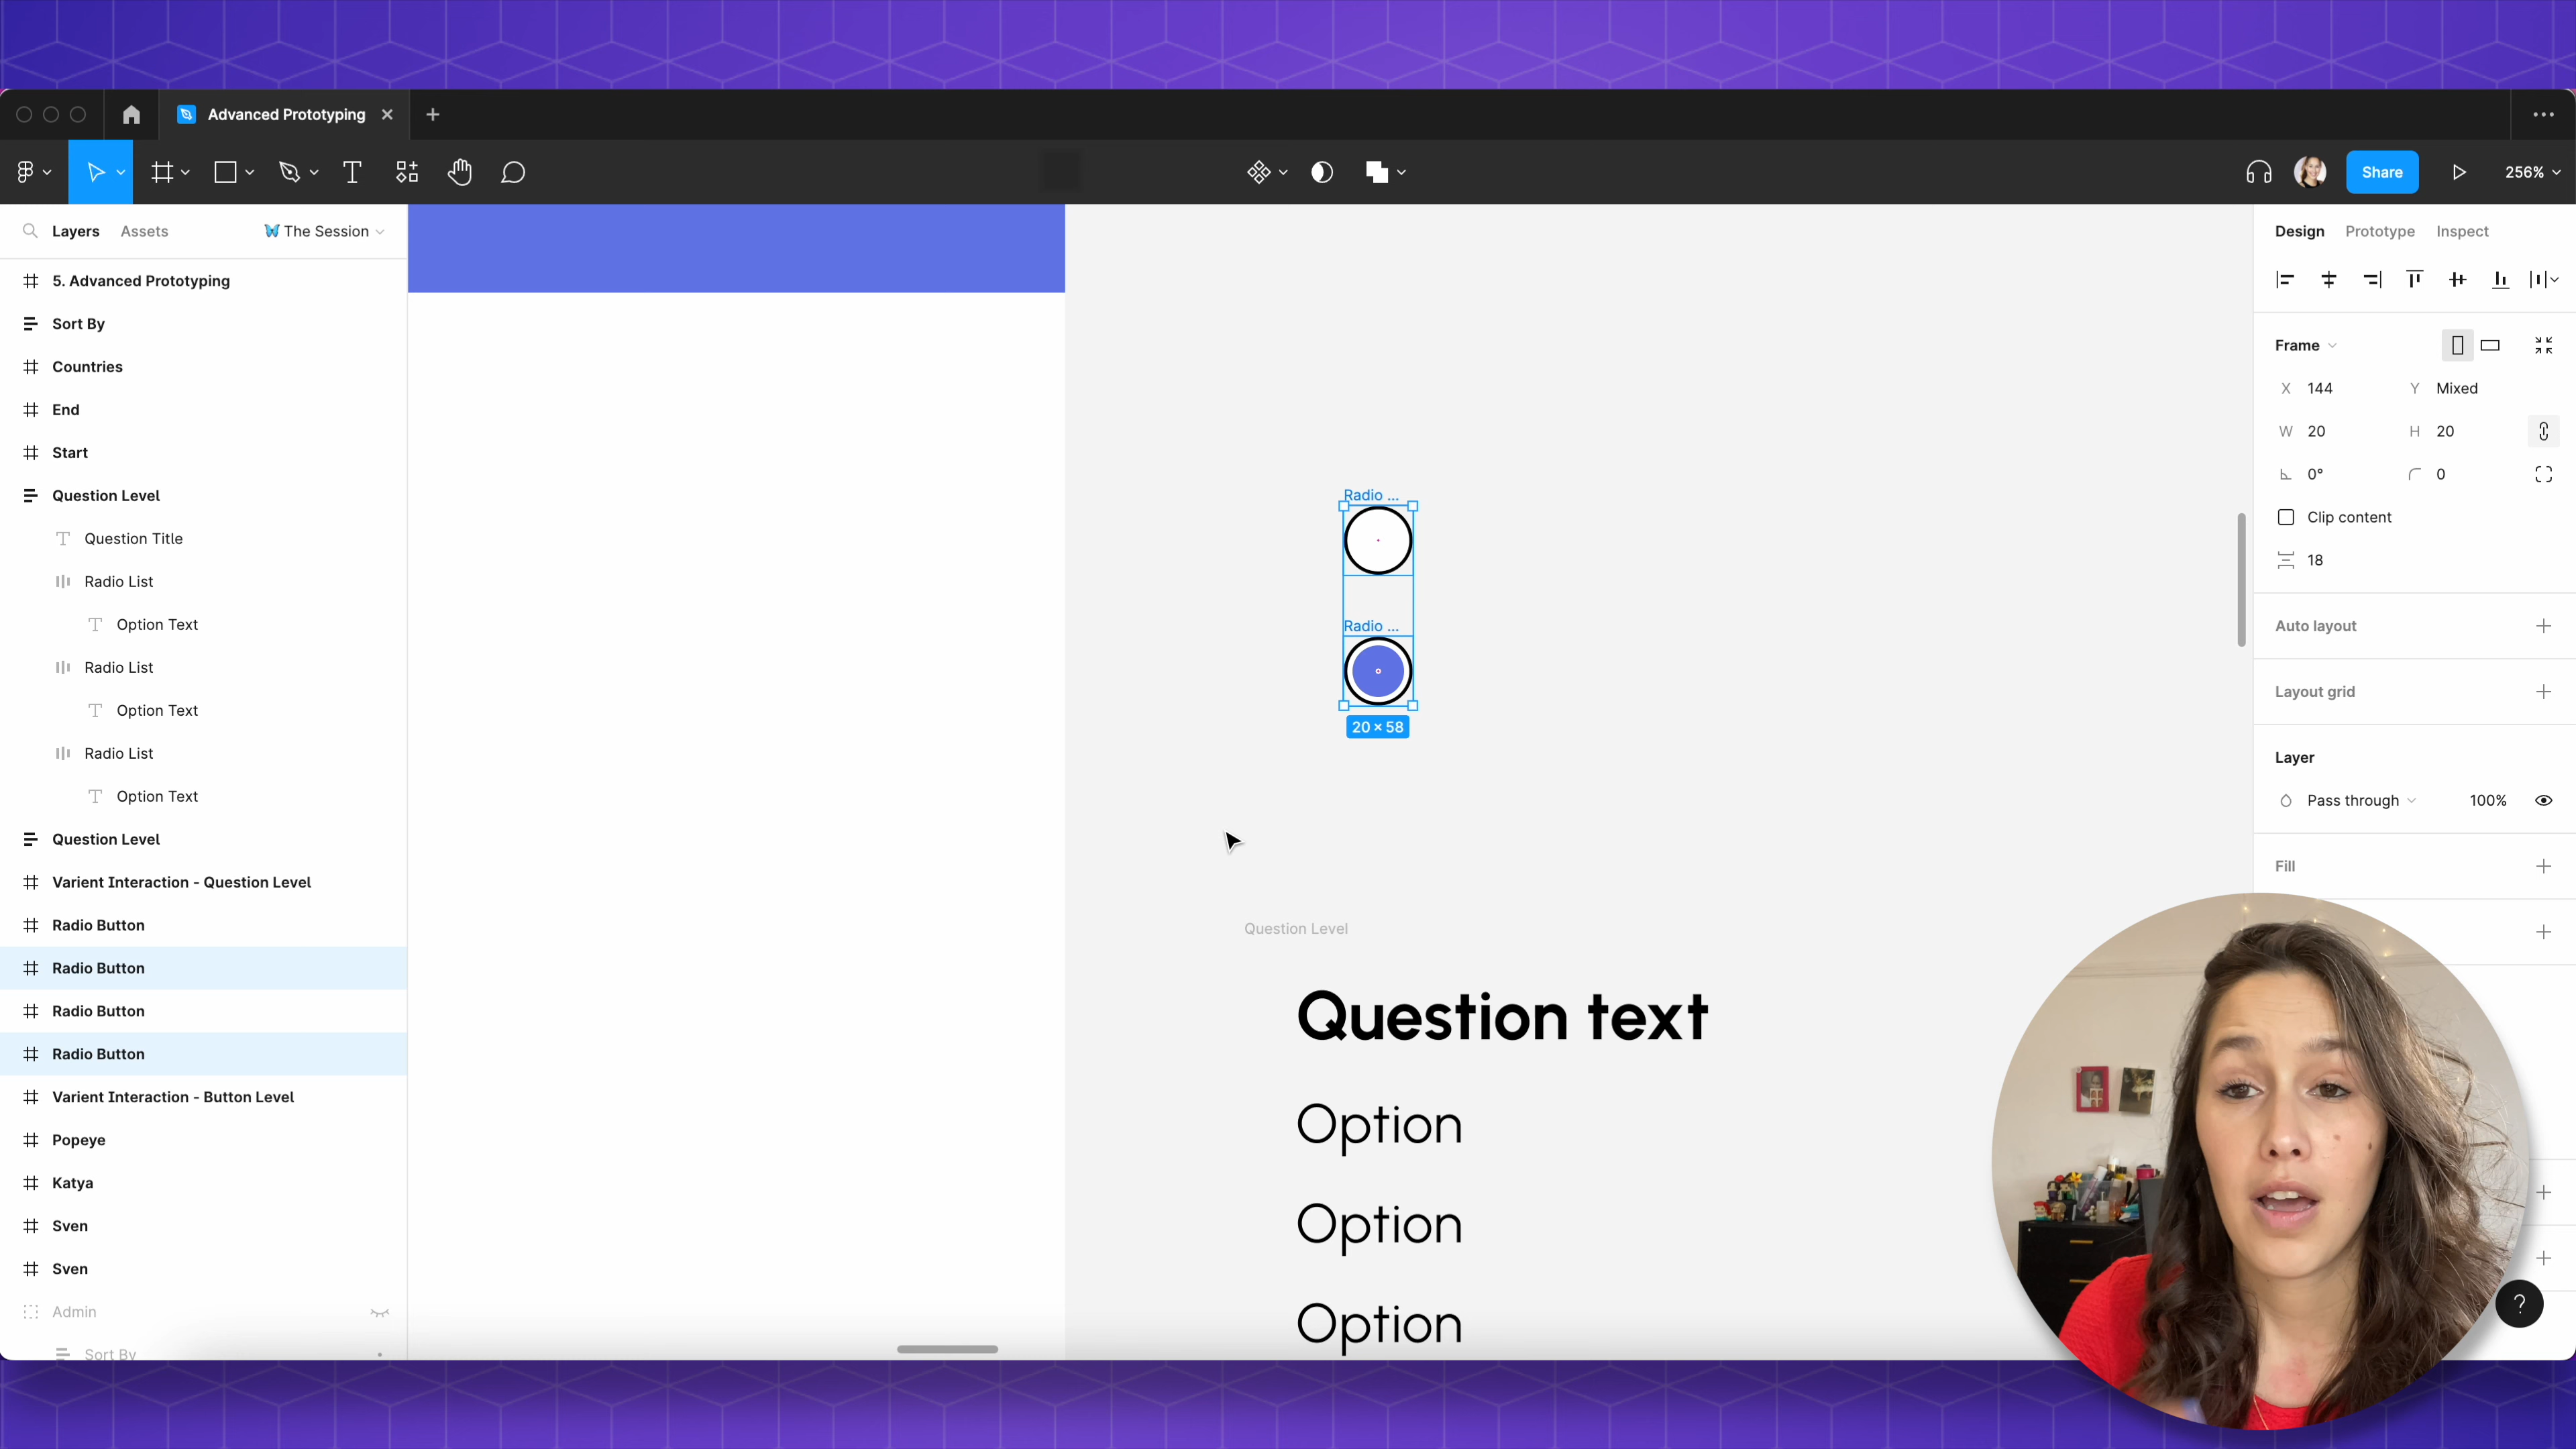 Advanced Prototyping
Share
256%
Layers
Assets
The Session
Design
Prototype
Inspect
5. Advanced Prototyping
Sort By
Countries
End
Start
Question Level
Question Title
Radio List
Option Text
Radio List
Option Text
Radio List
Option Text
Question Level
Varient Interaction - Question Level
Radio Button
Radio Button
Radio Button
Radio Button
Varient Interaction - Button Level
Popeye
Katya
Sven
Sven
Admin
Sort By
Radio ...
Radio ...
20 × 58
Question Level
Question text
Option
Option
Option
Frame
X 144
Y Mixed
W 20
H 20
0°
0
Clip content
18
Auto layout
Layout grid
Layer
Pass through
100%
Fill
?